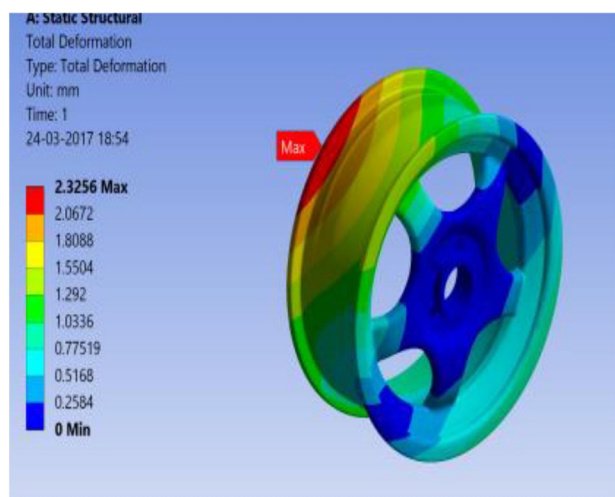 A: Static Structural
Total Deformation
Type: Total Deformation
Unit: mm
Time: 1
24-03-2017 18:54
Max
2.3256 Max
2.0672
1.8088
1.5504
1.292
1.0336
0.77519
0.5168
0.2584
0 Min